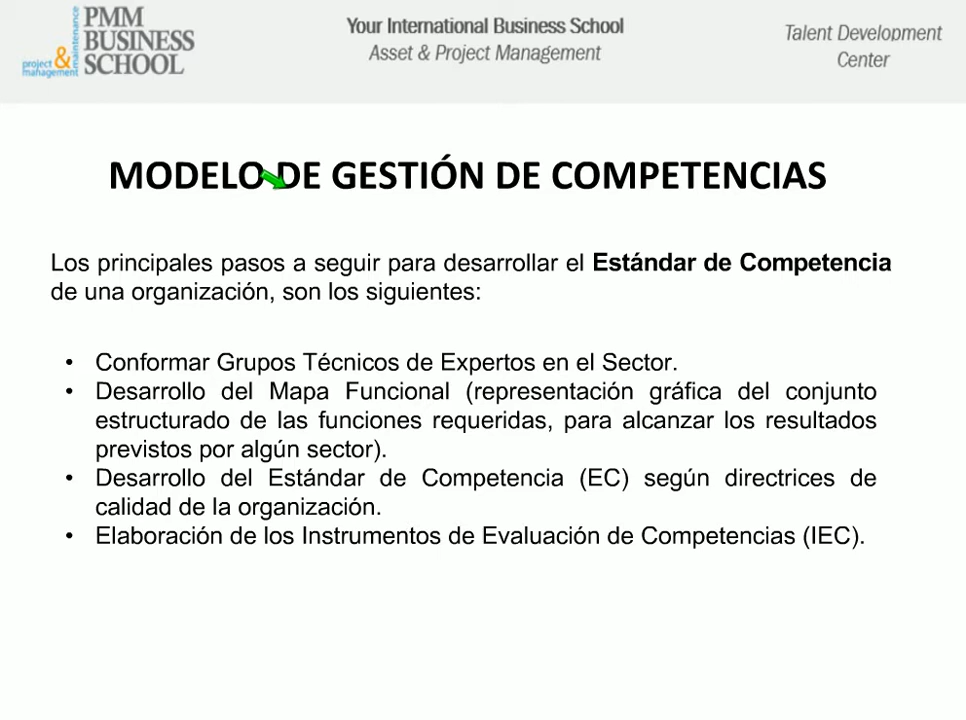 PMM
BUSINESS
SCHOOL
project & maintenance
management
Your International Business School
Asset & Project Management
Talent Development
Center
MODELO DE GESTIÓN DE COMPETENCIAS
Los principales pasos a seguir para desarrollar el Estándar de Competencia
de una organización, son los siguientes:
• Conformar Grupos Técnicos de Expertos en el Sector.
• Desarrollo del Mapa Funcional (representación gráfica del conjunto
estructurado de las funciones requeridas, para alcanzar los resultados
previstos por algún sector).
• Desarrollo del Estándar de Competencia (EC) según directrices de
calidad de la organización.
• Elaboración de los Instrumentos de Evaluación de Competencias (IEC).